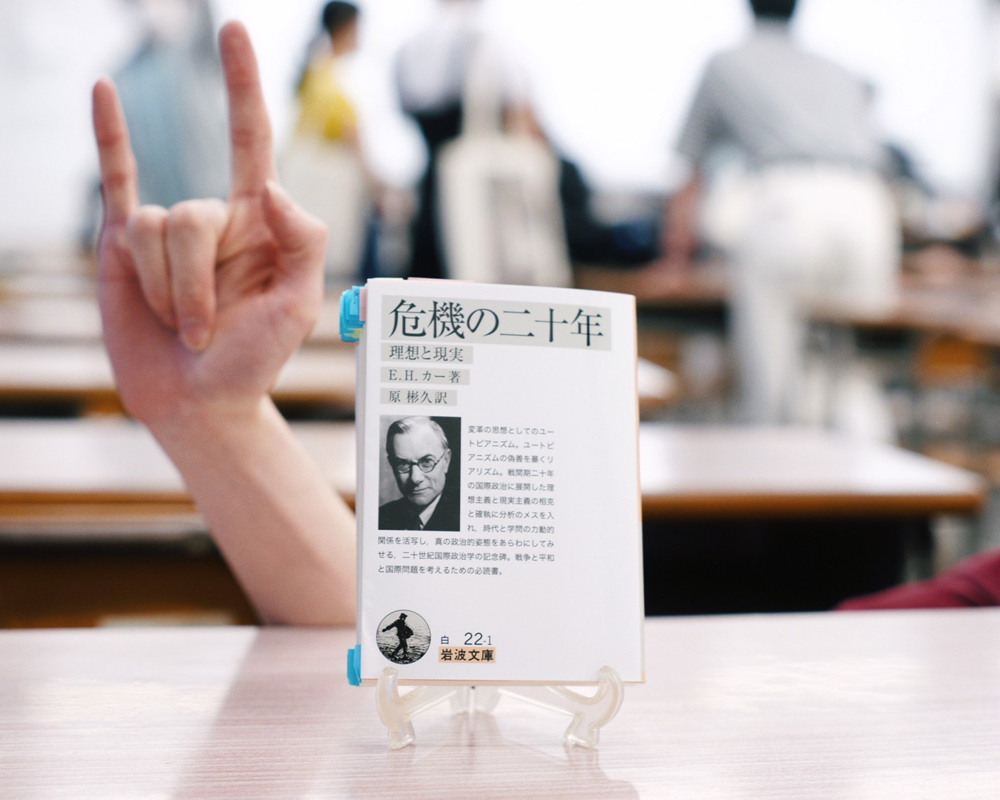 危機の二十年
理想と現実
E.H.カー著
原 彬久訳
変革の思想としてのユー
トピアニズム。ユートピ
アニズムの偽善を暴くリ
アリズム。戦間期二十年
の国際政治に展開した理
想主義と現実主義の相克
と確執に分析のメスを入
れ、時代と学問の力動的
関係を活写し、真の政治的姿態をあらわにしてみ
せる、二十世紀国際政治学の記念碑。戦争と平和
と国際問題を考えるための必読書。
白 22-1
岩波文庫